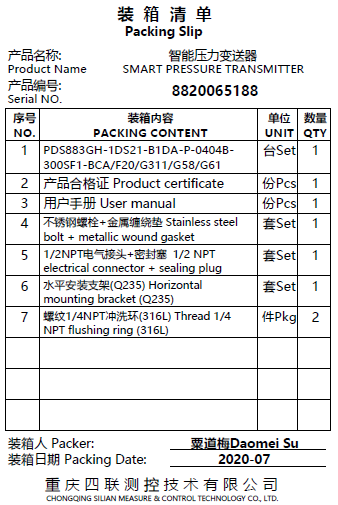 装 箱 清 单
Packing Slip
产品名称: 智能压力变送器
Product Name SMART PRESSURE TRANSMITTER
产品编号: 8820065188
Serial NO.
序号 装箱内容 单位 数量
NO. PACKING CONTENT UNIT QTY
1 PDS883GH-1DS21-B1DA-P-0404B- 台Set 1
300SF1-BCA/F20/G311/G58/G61
2 产品合格证 Product certificate 份Pcs 1
3 用户手册 User manual 份Pcs 1
4 不锈钢螺栓+金属缠绕垫 Stainless steel 套Set 1
bolt + metallic wound gasket
5 1/2NPT电气接头+密封塞 1/2 NPT 套Set 1
electrical connector + sealing plug
6 水平安装支架(Q235) Horizontal 套Set 1
mounting bracket (Q235)
7 螺纹1/4NPT冲洗环(316L) Thread 1/4 件Pkg 2
NPT flushing ring (316L)
装箱人 Packer: 粟道梅Daomei Su
装箱日期 Packing Date: 2020-07
重庆四联测控技术有限公司
CHONGQING SILIAN MEASURE & CONTROL TECHNOLOGY CO., LTD.